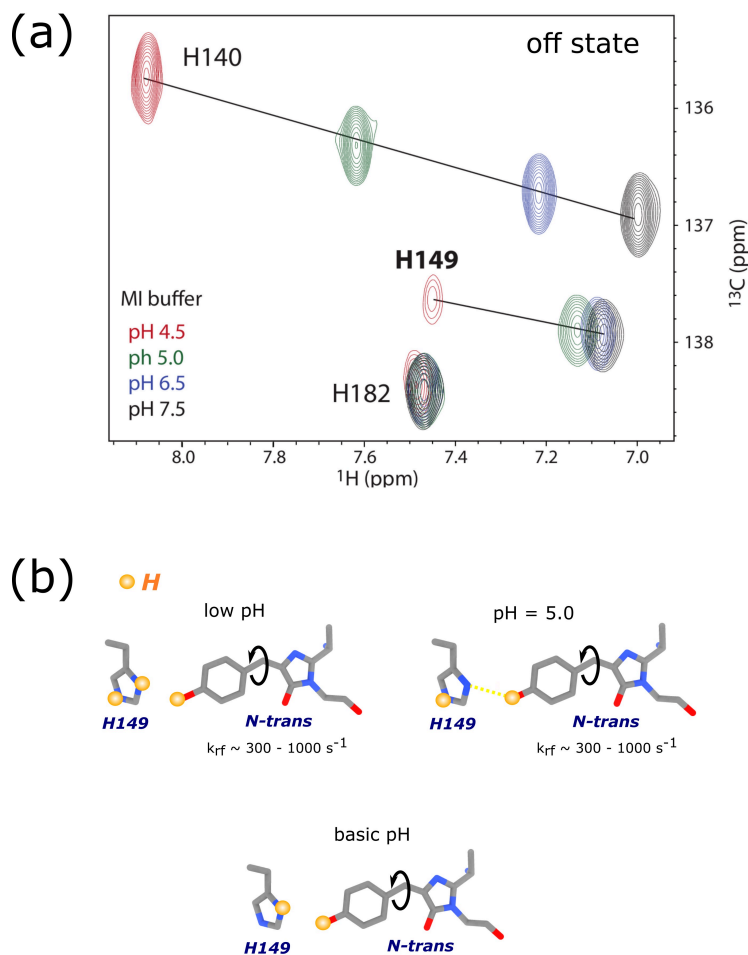 (a)
off state
H140
H149
H182
MI buffer
pH 4.5
ph 5.0
pH 6.5
pH 7.5
136
137
138
¹³C (ppm)
8.0 7.8 7.6 7.4 7.2 7.0
¹H (ppm)
(b)
H
low pH
H149
N-trans
krf ~ 300 - 1000 s⁻¹
pH = 5.0
H149
N-trans
krf ~ 300 - 1000 s⁻¹
basic pH
H149
N-trans